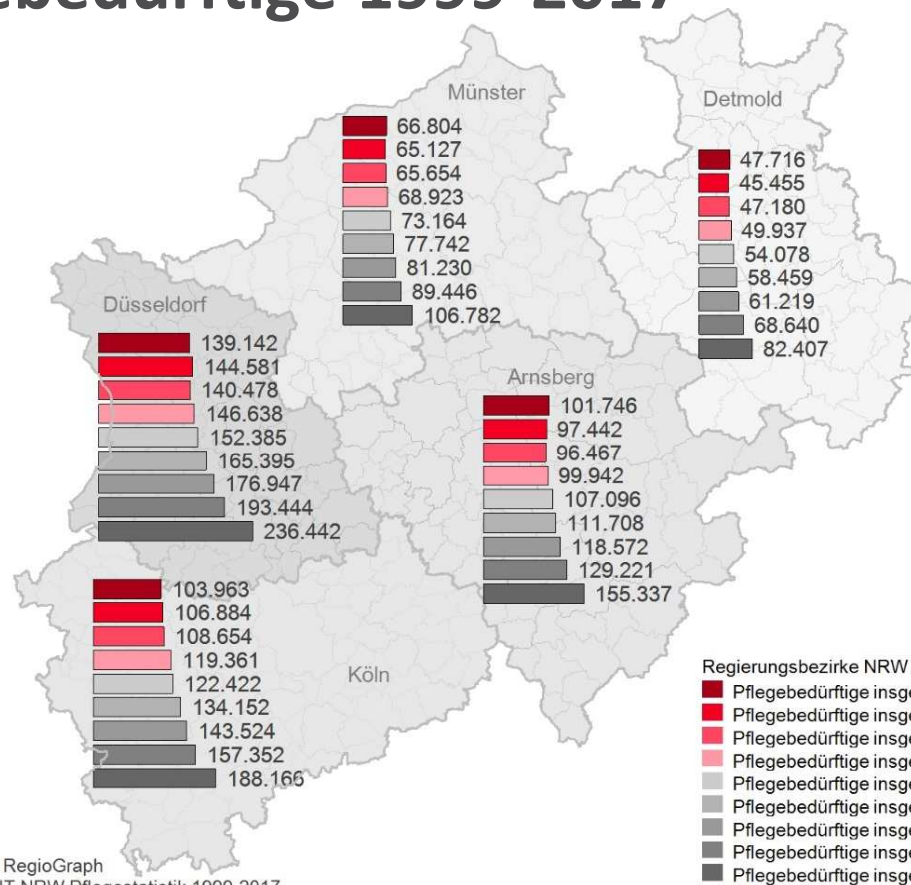 ebedürftige 1999-2017
Münster
66.804
65.127
65.654
68.923
73.164
77.742
81.230
89.446
106.782
Detmold
47.716
45.455
47.180
49.937
54.078
58.459
61.219
68.640
82.407
Düsseldorf
139.142
144.581
140.478
146.638
152.385
165.395
176.947
193.444
236.442
Arnsberg
101.746
97.442
96.467
99.942
107.096
111.708
118.572
129.221
155.337
Köln
103.963
106.884
108.654
119.361
122.422
134.152
143.524
157.352
188.166
Regierungsbezirke NRW
Pflegebedürftige insge
Pflegebedürftige insge
Pflegebedürftige insge
Pflegebedürftige insge
Pflegebedürftige insge
Pflegebedürftige insge
Pflegebedürftige insge
Pflegebedürftige insge
Pflegebedürftige insge
RegioGraph
NRW Pflegestatistik 1999-2017